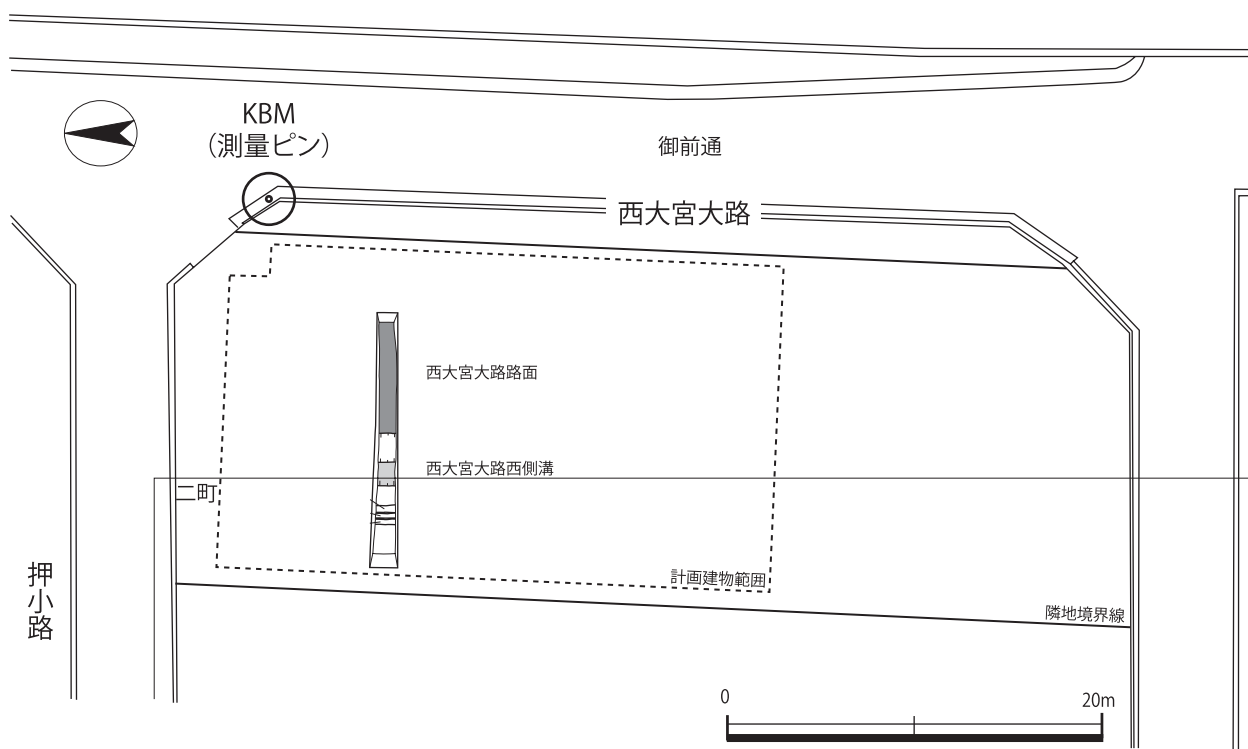 KBM
（測量ピン）
御前通
西大宮大路
西大宮大路路面
西大宮大路西側溝
二町
押小路
計画建物範囲
隣地境界線
0
20m